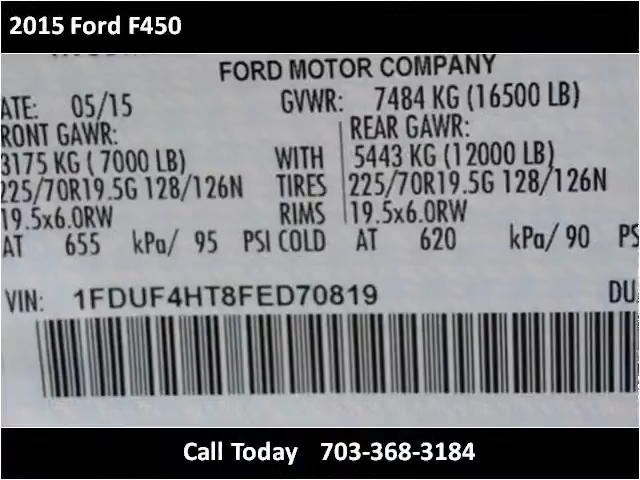 2015 Ford F450
FORD MOTOR COMPANY
ATE: 05/15 GVWR: 7484 KG (16500 LB)
RONT GAWR: REAR GAWR:
3175 KG ( 7000 LB) WITH 5443 KG (12000 LB)
225/70R19.5G 128/126N TIRES 225/70R19.5G 128/126N
19.5x6.0RW RIMS 19.5x6.0RW
AT 655 kPa/ 95 PSI COLD AT 620 kPa/ 90 PS
VIN: 1FDUF4HT8FED70819 DU
Call Today 703-368-3184